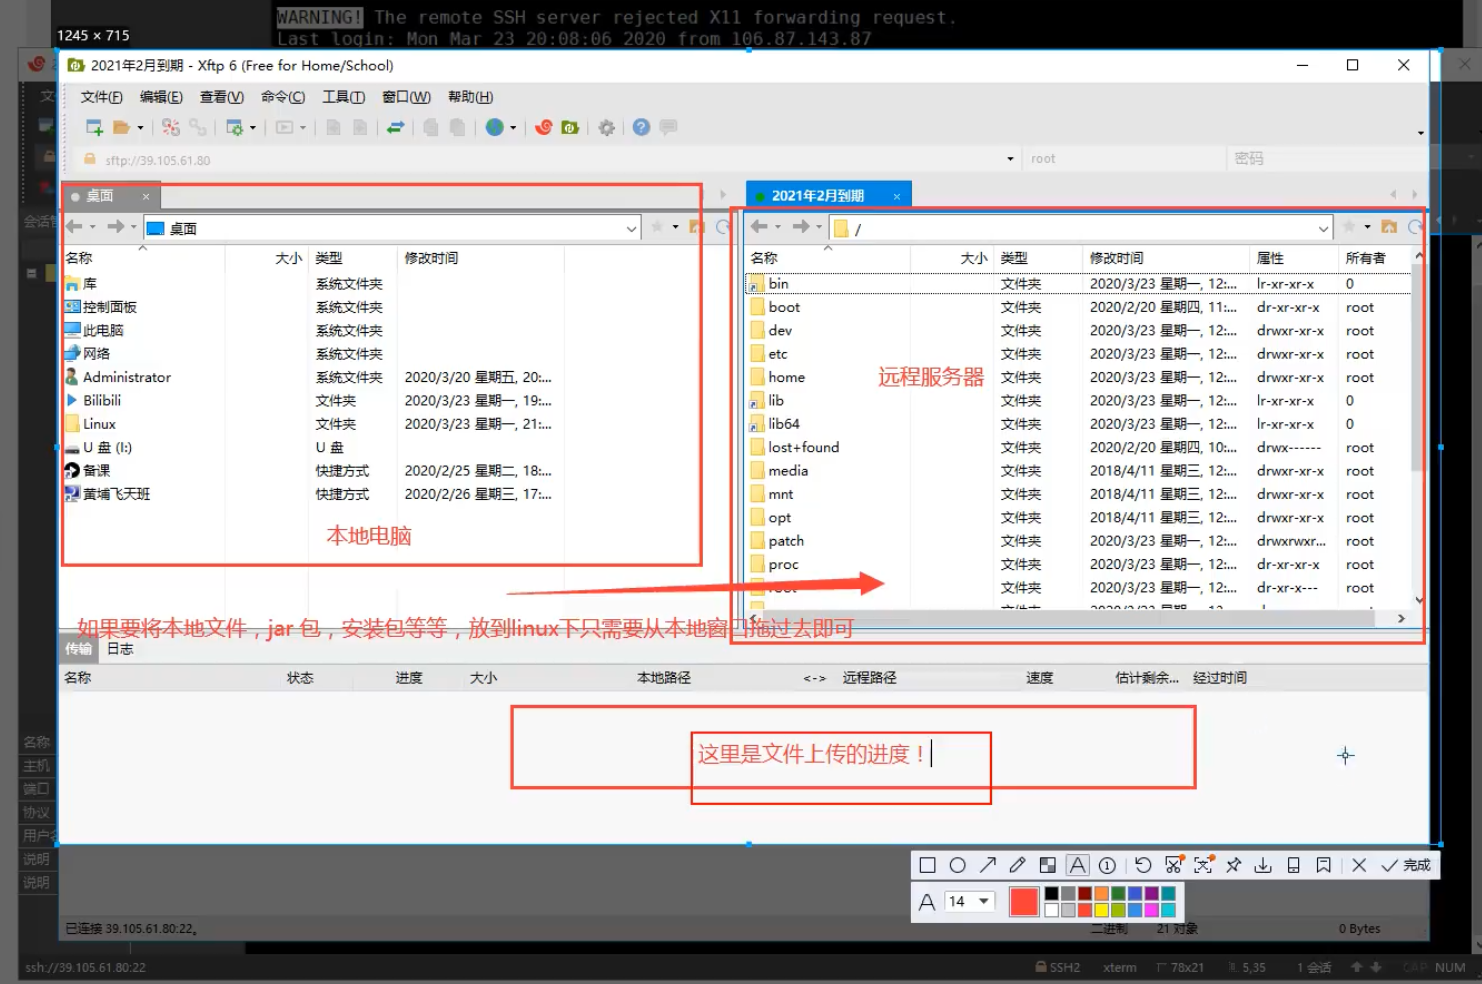 WARNING! The remote SSH server rejected X11 forwarding request.
Last login: Mon Mar 23 20:08:06 2020 from 106.87.143.87
1245 × 715
2021年2月到期 - Xftp 6 (Free for Home/School)
文件(F) 编辑(E) 查看(V) 命令(C) 工具(T) 窗口(W) 帮助(H)
sftp://39.105.61.80 root 密码
桌面 2021年2月到期
桌面 /
名称 大小 类型 修改时间
库 系统文件夹
控制面板 系统文件夹
此电脑 系统文件夹
网络 系统文件夹
Administrator 系统文件夹 2020/3/20 星期五, 20:...
Bilibili 文件夹 2020/3/23 星期一, 19:...
Linux 文件夹 2020/3/23 星期一, 21:...
U 盘 (I:) U 盘
备课 快捷方式 2020/2/25 星期二, 18:...
黄埔飞天班 快捷方式 2020/2/26 星期三, 17:...
本地电脑
名称 大小 类型 修改时间 属性 所有者
bin 文件夹 2020/3/23 星期一, 12:... lr-xr-xr-x 0
boot 文件夹 2020/2/20 星期四, 11:... dr-xr-xr-x root
dev 文件夹 2020/3/23 星期一, 12:... drwxr-xr-x root
etc 文件夹 2020/3/23 星期一, 12:... drwxr-xr-x root
home 文件夹 2020/3/23 星期一, 12:... drwxr-xr-x root
远程服务器
lib 文件夹 2020/3/23 星期一, 12:... lr-xr-xr-x 0
lib64 文件夹 2020/3/23 星期一, 12:... lr-xr-xr-x 0
lost+found 文件夹 2020/2/20 星期四, 10:... drwx------ root
media 文件夹 2018/4/11 星期三, 12:... drwxr-xr-x root
mnt 文件夹 2018/4/11 星期三, 12:... drwxr-xr-x root
opt 文件夹 2018/4/11 星期三, 12:... drwxr-xr-x root
patch 文件夹 2020/3/23 星期一, 12:... drwxrwxr... root
proc 文件夹 2020/3/23 星期一, 12:... dr-xr-xr-x root
root 文件夹 2020/3/23 星期一, 12:... dr-xr-x--- root
如果要将本地文件，jar 包，安装包等等，放到linux下只需要从本地窗口拖过去即可
传输 日志
名称 状态 进度 大小 本地路径 <-> 远程路径 速度 估计剩余... 经过时间
这里是文件上传的进度！
名称
主机
端口
协议
用户名
说明
说明
完成
14
已连接 39.105.61.80:22。 二进制 21 对象 0 Bytes
ssh://39.105.61.80:22 SSH2 xterm 78x21 5,35 1 会话 CAP NUM